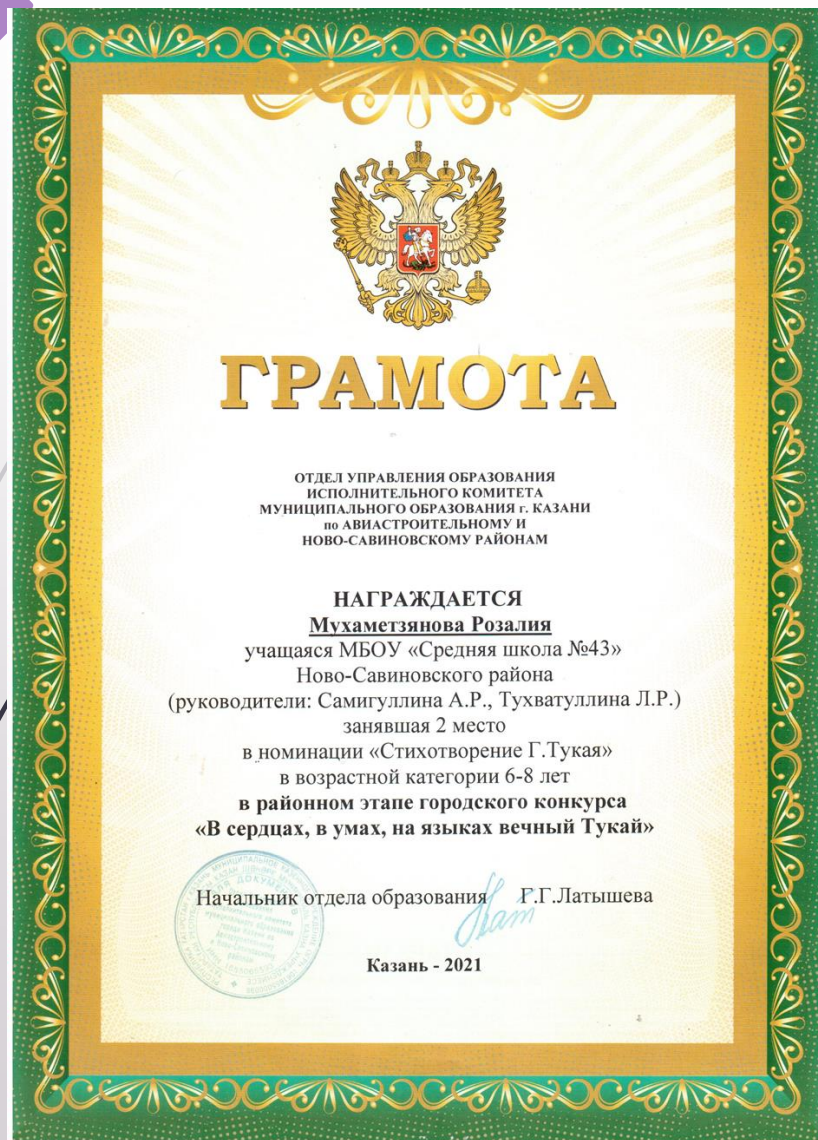 ГРАМОТА
ОТДЕЛ УПРАВЛЕНИЯ ОБРАЗОВАНИЯ
ИСПОЛНИТЕЛЬНОГО КОМИТЕТА
МУНИЦИПАЛЬНОГО ОБРАЗОВАНИЯ г. КАЗАНИ
по АВИАСТРОИТЕЛЬНОМУ И
НОВО-САВИНОВСКОМУ РАЙОНАМ
НАГРАЖДАЕТСЯ
Мухаметзянова Розалия
учащаяся МБОУ «Средняя школа №43»
Ново-Савиновского района
(руководители: Самигуллина А.Р., Тухватуллина Л.Р.)
занявшая 2 место
в номинации «Стихотворение Г.Тукая»
в возрастной категории 6-8 лет
в районном этапе городского конкурса
«В сердцах, в умах, на языках вечный Тукай»
Начальник отдела образования Г.Г.Латышева
Казань - 2021